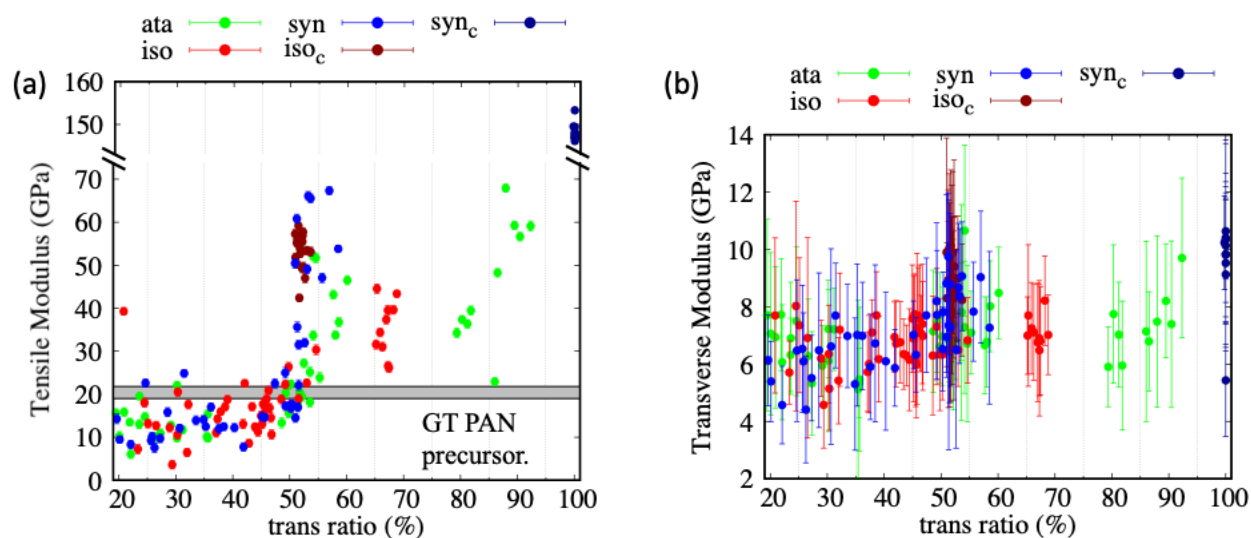 ata
syn
syn_c
iso
iso_c
(a)
160
150
70
60
50
40
30
20
10
0
Tensile Modulus (GPa)
GT PAN
precursor.
20
30
40
50
60
70
80
90
100
trans ratio (%)
ata
syn
syn_c
iso
iso_c
(b)
14
12
10
8
6
4
2
Transverse Modulus (GPa)
20
30
40
50
60
70
80
90
100
trans ratio (%)